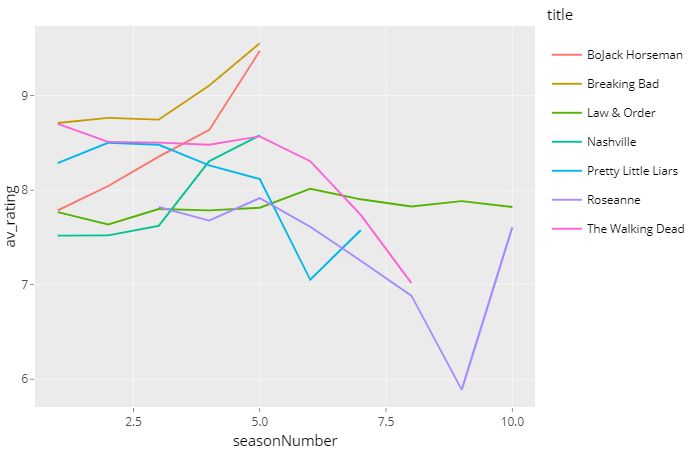 title
BoJack Horseman
Breaking Bad
Law & Order
Nashville
Pretty Little Liars
Roseanne
The Walking Dead
av_rating
9
8
7
6
2.5 5.0 7.5 10.0
seasonNumber